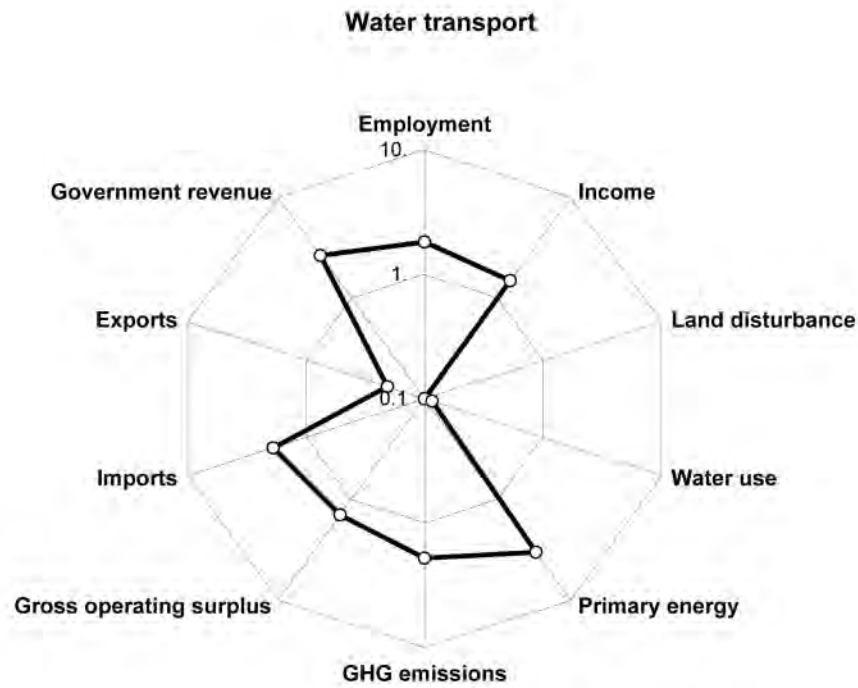 Water transport
Employment
10.
Government revenue
Income
1.
Exports
Land disturbance
0.1
Imports
Water use
Gross operating surplus
Primary energy
GHG emissions